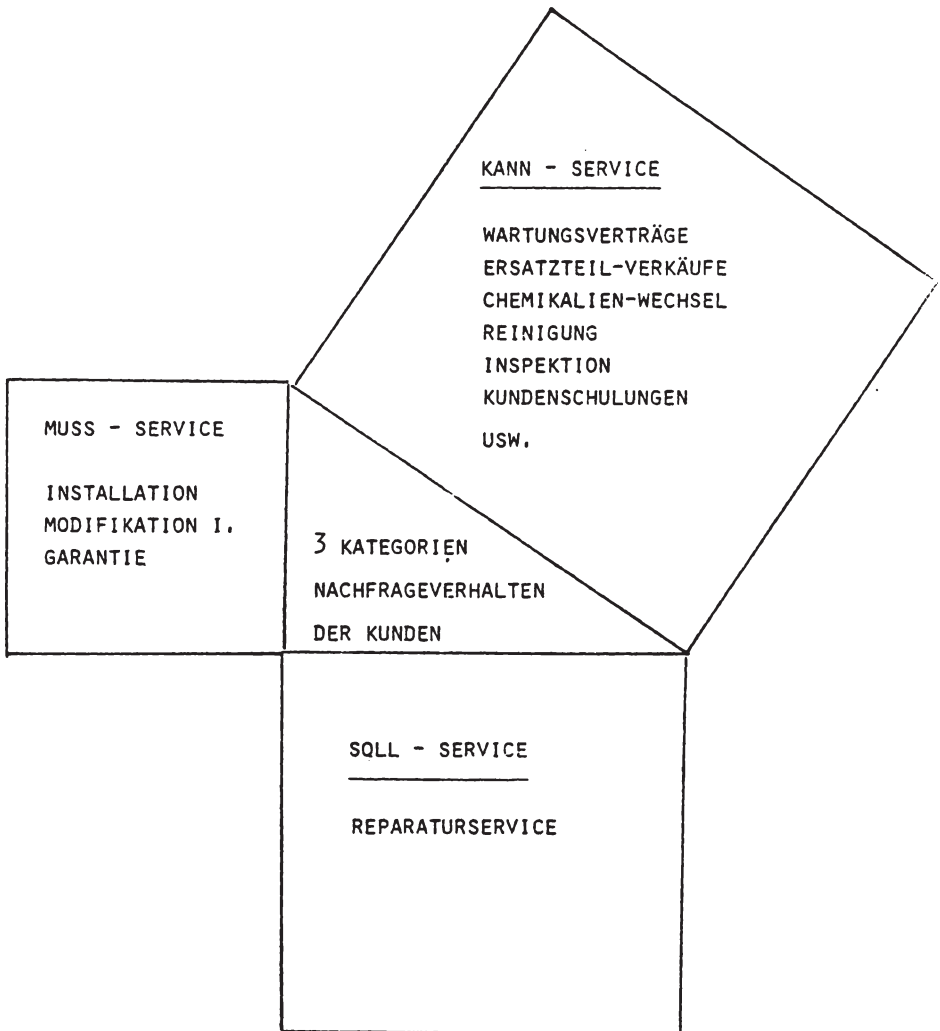 KANN - SERVICE
WARTUNGSVERTRÄGE
ERSATZTEIL-VERKÄUFE
CHEMIKALIEN-WECHSEL
REINIGUNG
INSPEKTION
KUNDENSCHULUNGEN
USW.
MUSS - SERVICE
INSTALLATION
MODIFIKATION I.
GARANTIE
3 KATEGORIEN
NACHFRAGEVERHALTEN
DER KUNDEN
SOLL - SERVICE
REPARATURSERVICE